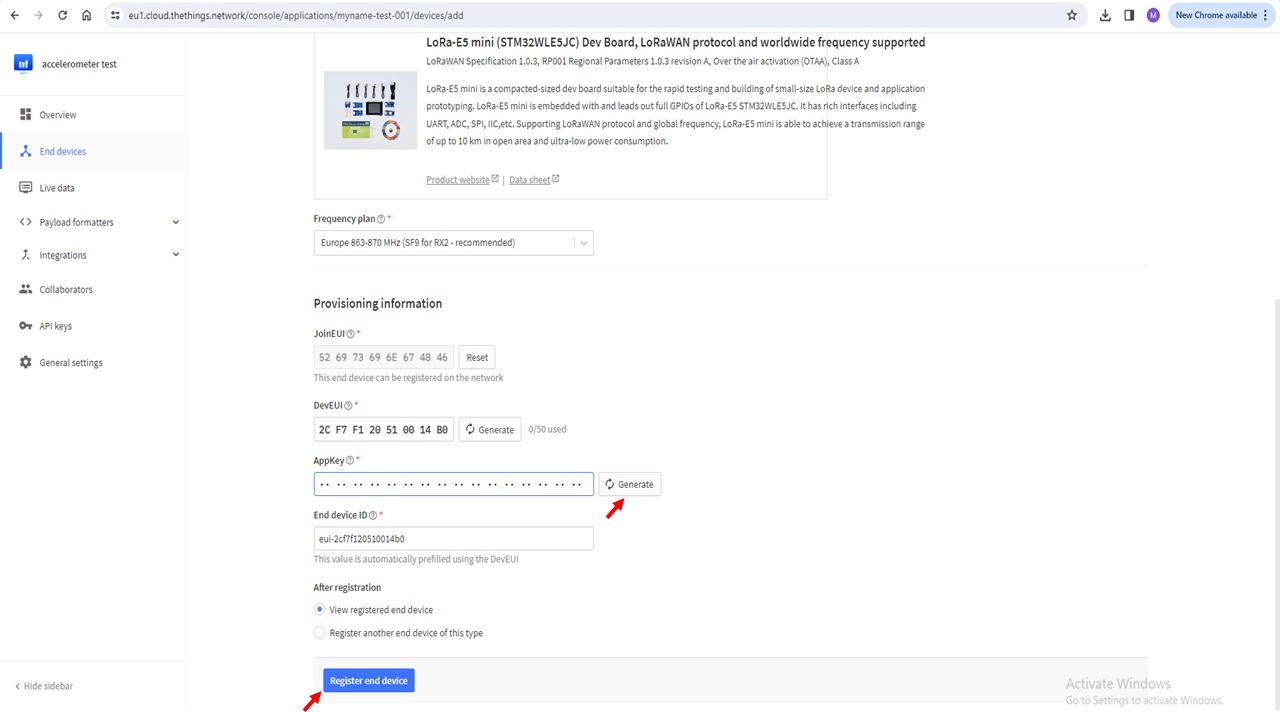 eu1.cloud.thethings.network/console/applications/myname-test-001/devices/add
M
New Chrome available
accelerometer test
Overview
End devices
Live data
Payload formatters
Integrations
Collaborators
API keys
General settings
Hide sidebar
LoRa-E5 mini (STM32WLE5JC) Dev Board, LoRaWAN protocol and worldwide frequency supported
LoRaWAN Specification 1.0.3, RP001 Regional Parameters 1.0.3 revision A, Over the air activation (OTAA), Class A
LoRa-E5 mini is a compacted-sized dev board suitable for the rapid testing and building of small-size LoRa device and application
prototyping. LoRa-E5 mini is embedded with and leads out full GPIOs of LoRa-E5 STM32WLE5JC. It has rich interfaces including
UART, ADC, SPI, IIC,etc. Supporting LoRaWAN protocol and global frequency, LoRa-E5 mini is able to achieve a transmission range
of up to 10 km in open area and ultra-low power consumption.
Product website | Data sheet
Frequency plan *
Europe 863-870 MHz (SF9 for RX2 - recommended)
Provisioning information
JoinEUI *
52 69 73 69 6E 67 48 46 Reset
This end device can be registered on the network
DevEUI *
2C F7 F1 20 51 00 14 B0 Generate 0/50 used
AppKey *
·· ·· ·· ·· ·· ·· ·· ·· ·· ·· ·· ·· ·· ·· ·· ·· Generate
End device ID *
eui-2cf7f120510014b0
This value is automatically prefilled using the DevEUI
After registration
View registered end device
Register another end device of this type
Register end device
Activate Windows
Go to Settings to activate Windows.